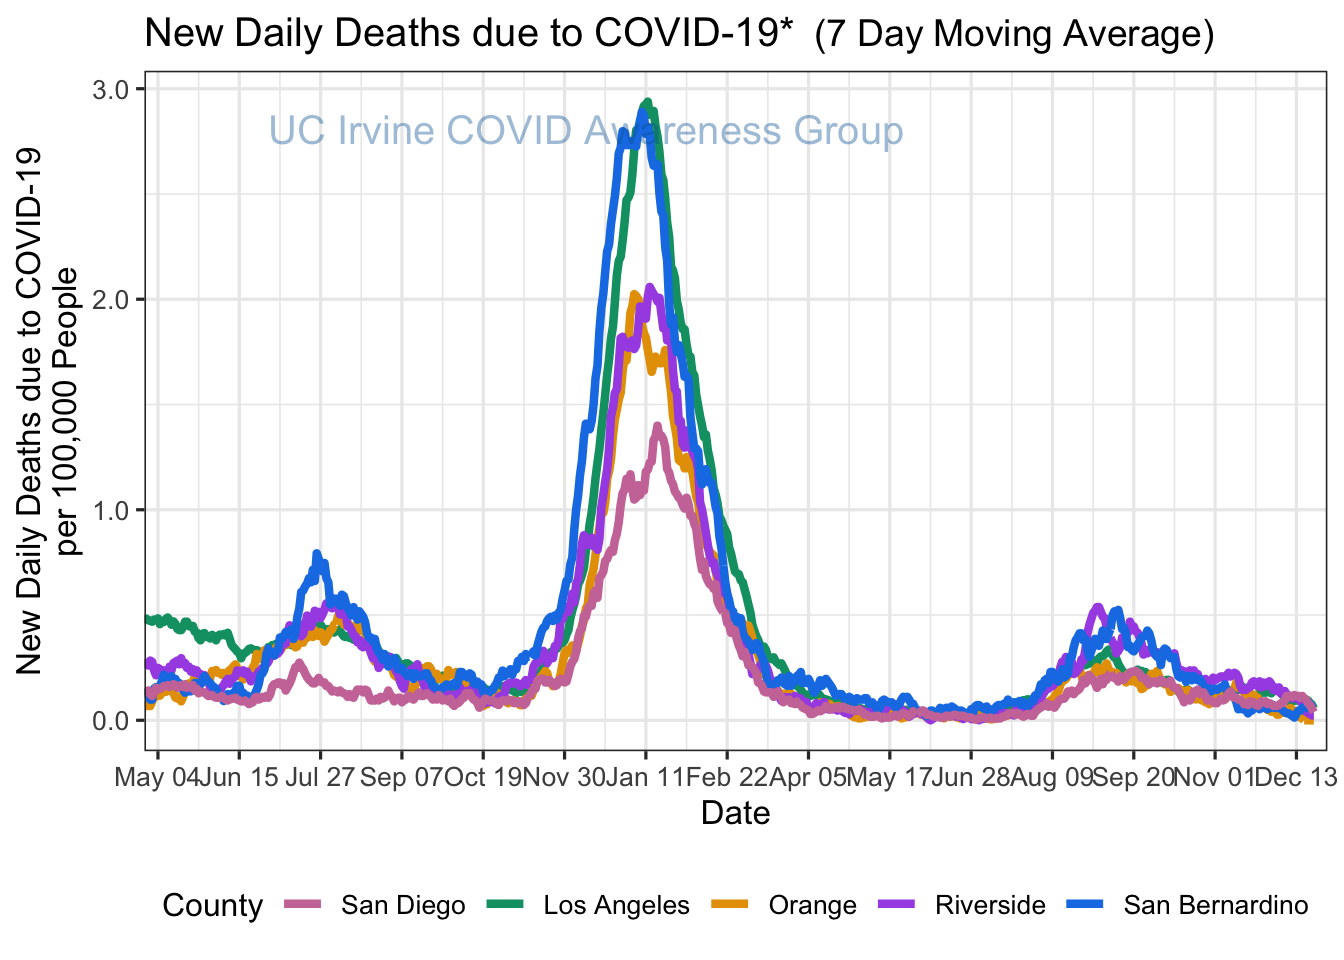 New Daily Deaths due to COVID-19* (7 Day Moving Average)
UC Irvine COVID Awareness Group
New Daily Deaths due to COVID-19
per 100,000 People
3.0
2.0
1.0
0.0
May 04 Jun 15 Jul 27 Sep 07 Oct 19 Nov 30 Jan 11 Feb 22 Apr 05 May 17 Jun 28 Aug 09 Sep 20 Nov 01 Dec 13
Date
County San Diego Los Angeles Orange Riverside San Bernardino